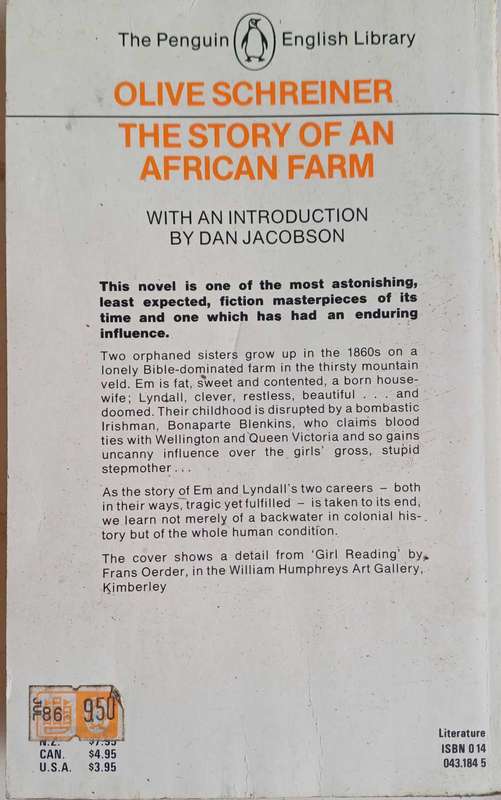 The Penguin English Library
OLIVE SCHREINER
THE STORY OF AN
AFRICAN FARM
WITH AN INTRODUCTION
BY DAN JACOBSON
This novel is one of the most astonishing,
least expected, fiction masterpieces of its
time and one which has had an enduring
influence.
Two orphaned sisters grow up in the 1860s on a
lonely Bible-dominated farm in the thirsty mountain
veld. Em is fat, sweet and contented, a born house-
wife; Lyndall, clever, restless, beautiful . . . and
doomed. Their childhood is disrupted by a bombastic
Irishman, Bonaparte Blenkins, who claims blood
ties with Wellington and Queen Victoria and so gains
uncanny influence over the girls' gross, stupid
stepmother . . .
As the story of Em and Lyndall's two careers – both
in their ways, tragic yet fulfilled – is taken to its end,
we learn not merely of a backwater in colonial his-
tory but of the whole human condition.
The cover shows a detail from 'Girl Reading' by
Frans Oerder, in the William Humphreys Art Gallery,
Kimberley
JUL 86 950
N.Z. $7.95
CAN. $4.95
U.S.A. $3.95
Literature
ISBN 0 14
043.184 5